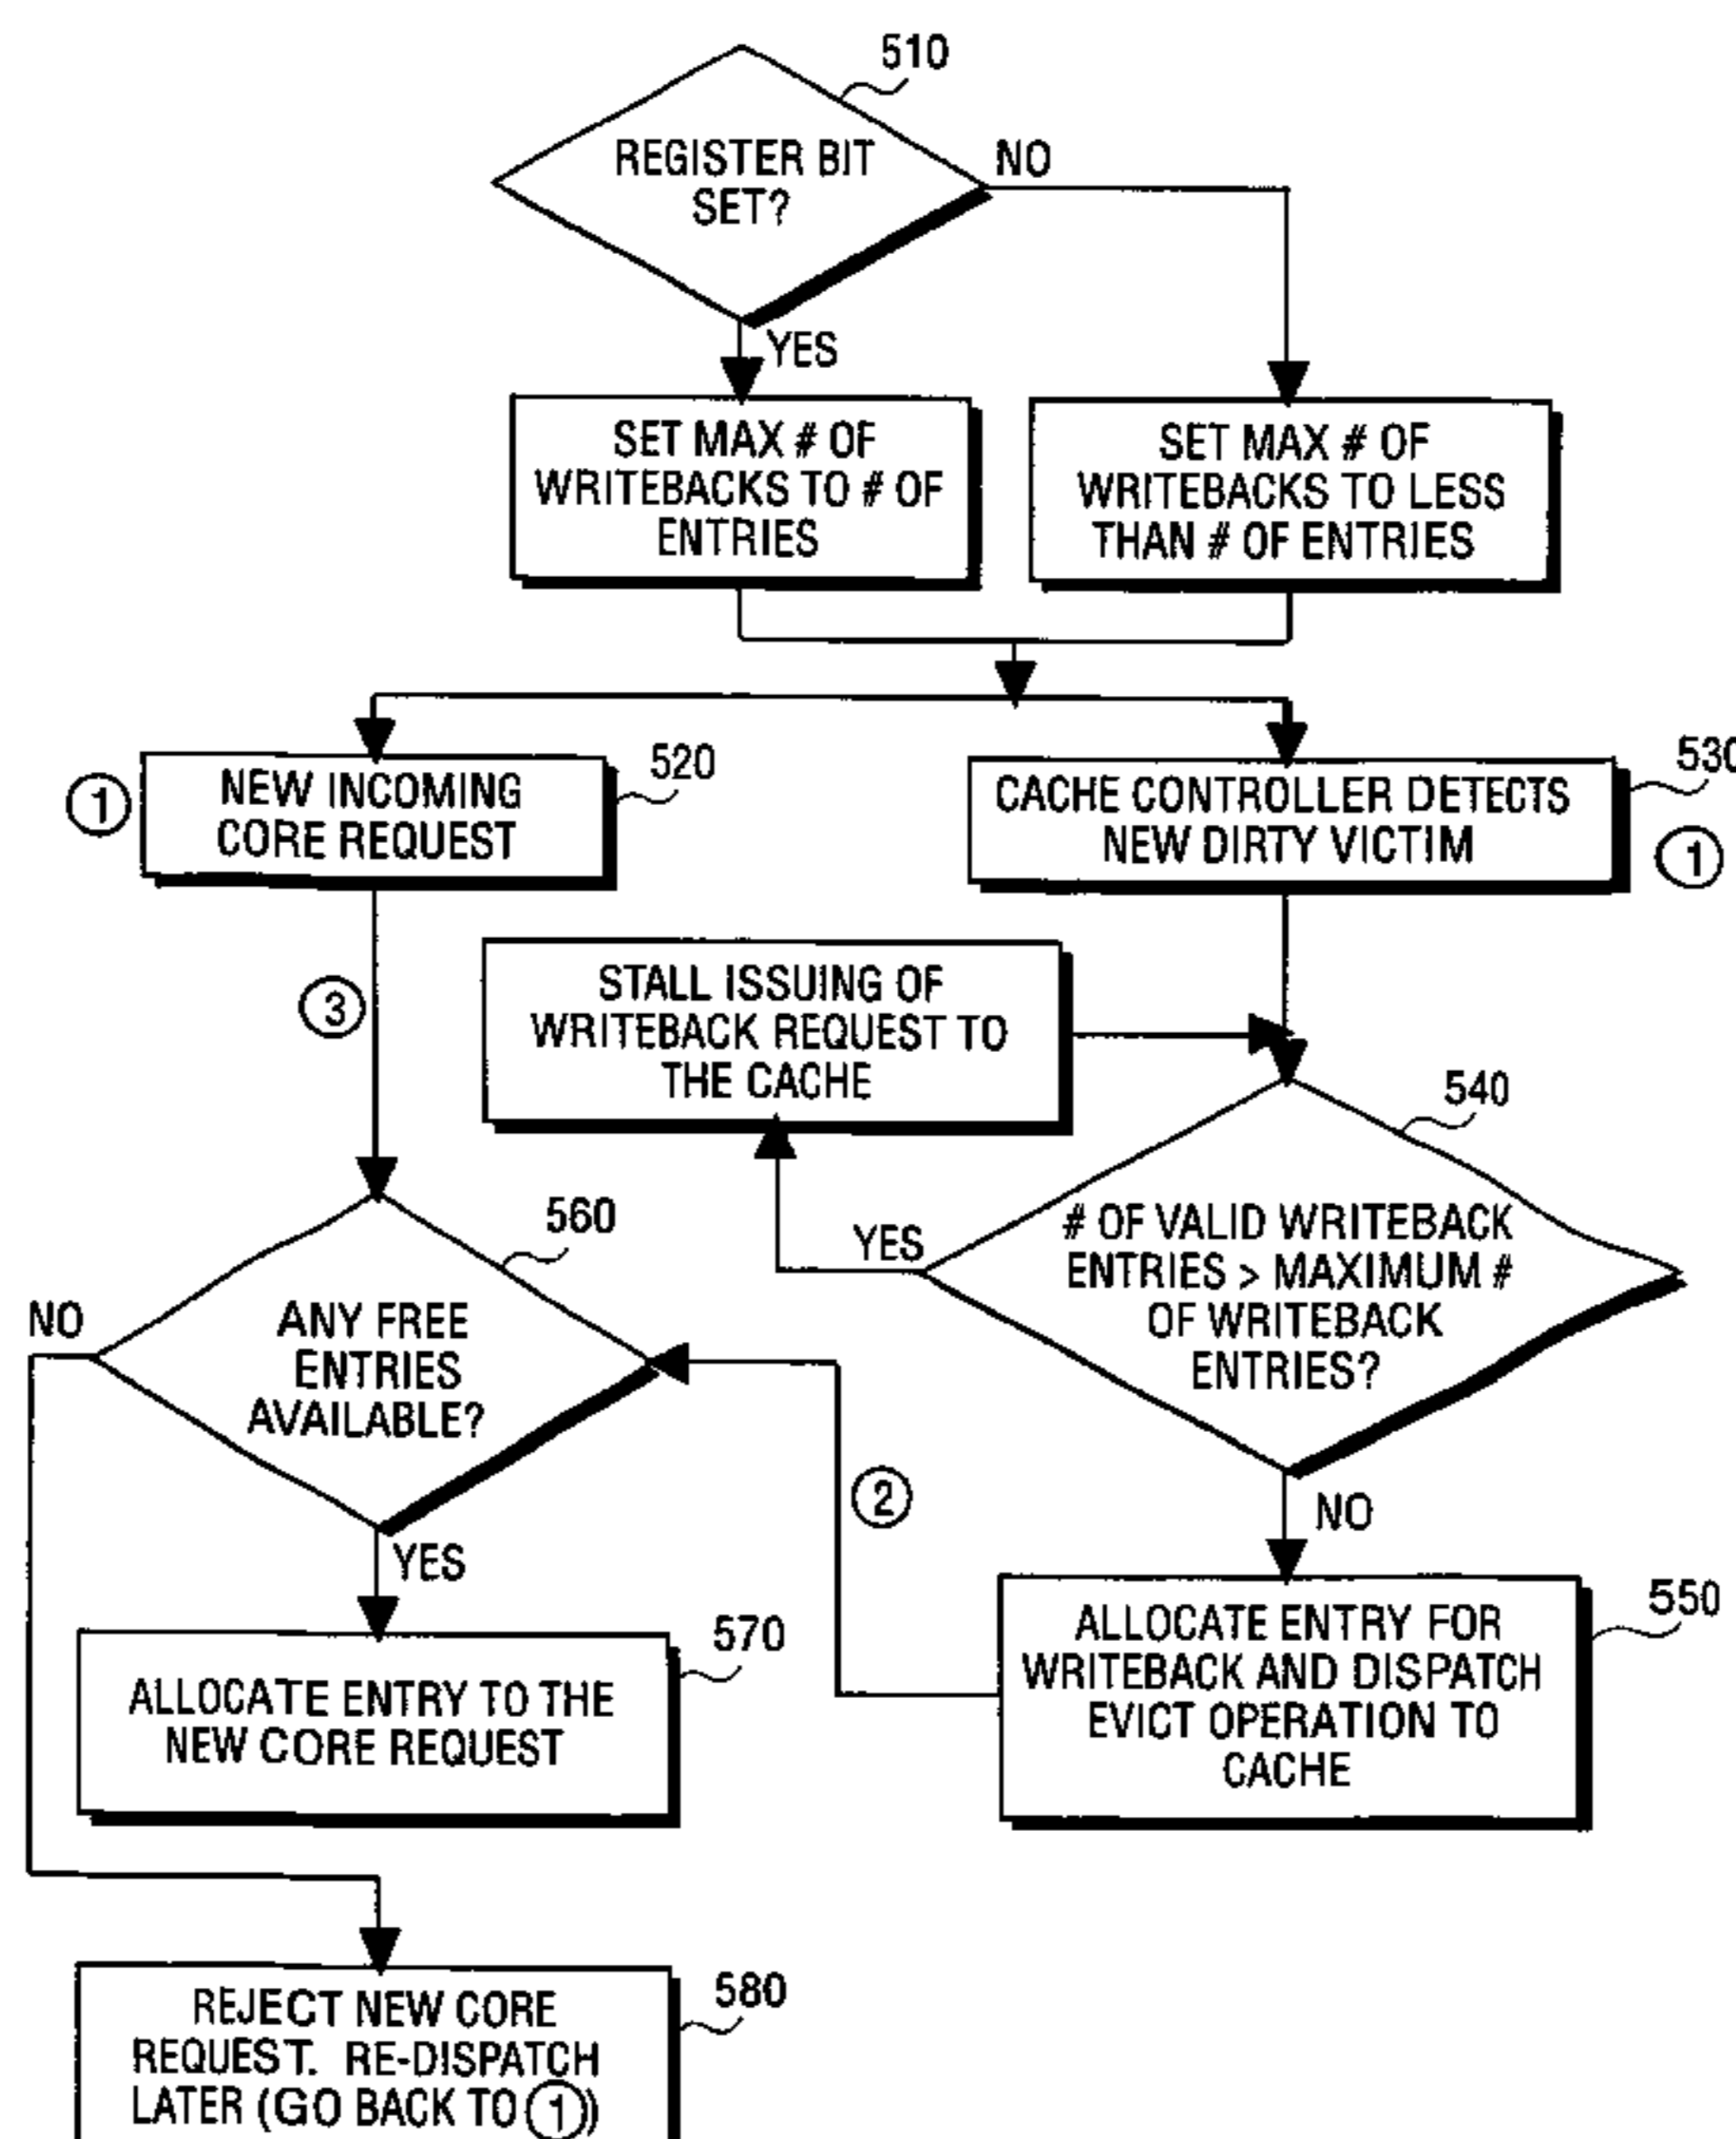 510
REGISTER BIT
SET?
NO
YES
SET MAX # OF
WRITEBACKS TO # OF
ENTRIES
SET MAX # OF
WRITEBACKS TO LESS
THAN # OF ENTRIES
1
NEW INCOMING
CORE REQUEST
520
CACHE CONTROLLER DETECTS
NEW DIRTY VICTIM
530
1
3
STALL ISSUING OF
WRITEBACK REQUEST TO
THE CACHE
540
# OF VALID WRITEBACK
ENTRIES > MAXIMUM #
OF WRITEBACK
ENTRIES?
YES
NO
560
ANY FREE
ENTRIES
AVAILABLE?
NO
YES
2
ALLOCATE ENTRY FOR
WRITEBACK AND DISPATCH
EVICT OPERATION TO
CACHE
550
ALLOCATE ENTRY TO THE
NEW CORE REQUEST
570
REJECT NEW CORE
REQUEST. RE-DISPATCH
LATER (GO BACK TO 1)
580